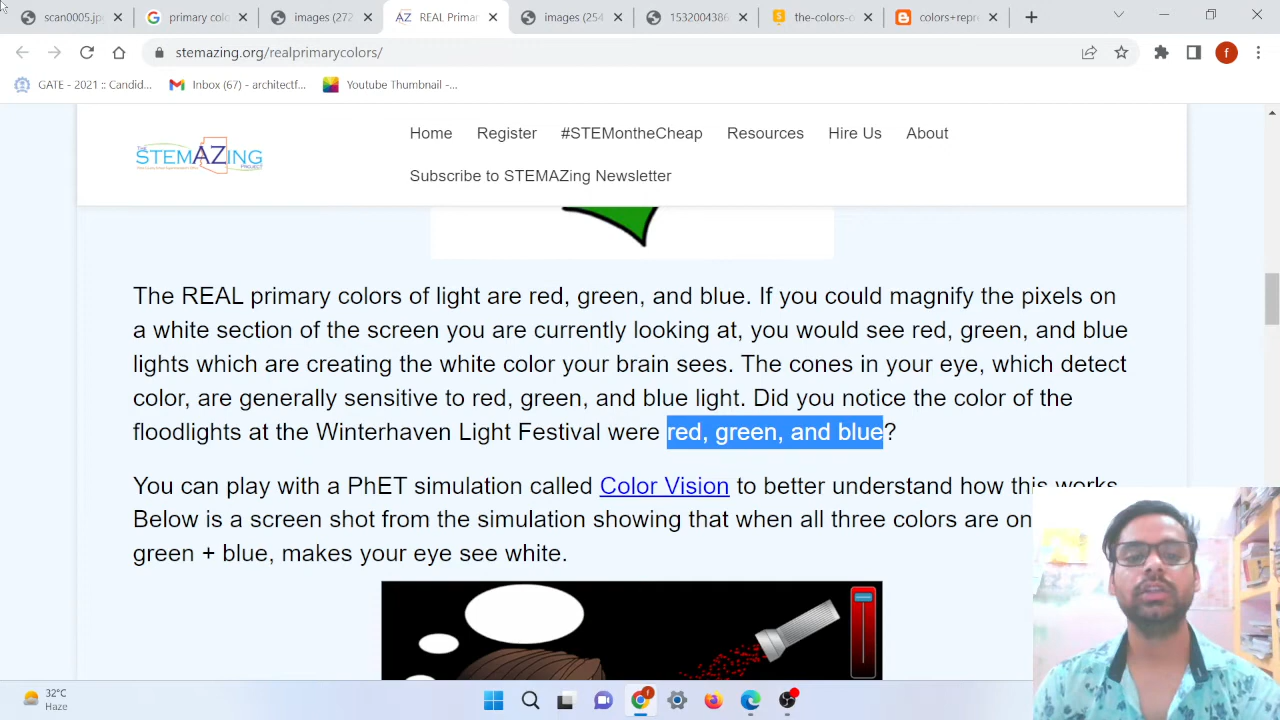 scan0005.jp
primary colo
images (272
REAL Primar
images (254
1532004386
the-colors-o
colors+repr
stemazing.org/realprimarycolors/
f
GATE - 2021 :: Candid...
Inbox (67) - architectf...
Youtube Thumbnail -...
THE
STEMAZING
PROJECT
Home
Register
#STEMontheCheap
Resources
Hire Us
About
Subscribe to STEMAZing Newsletter
The REAL primary colors of light are red, green, and blue. If you could magnify the pixels on
a white section of the screen you are currently looking at, you would see red, green, and blue
lights which are creating the white color your brain sees. The cones in your eye, which detect
color, are generally sensitive to red, green, and blue light. Did you notice the color of the
floodlights at the Winterhaven Light Festival were red, green, and blue?
You can play with a PhET simulation called Color Vision to better understand how this works.
Below is a screen shot from the simulation showing that when all three colors are on
green + blue, makes your eye see white.
32°C
Haze